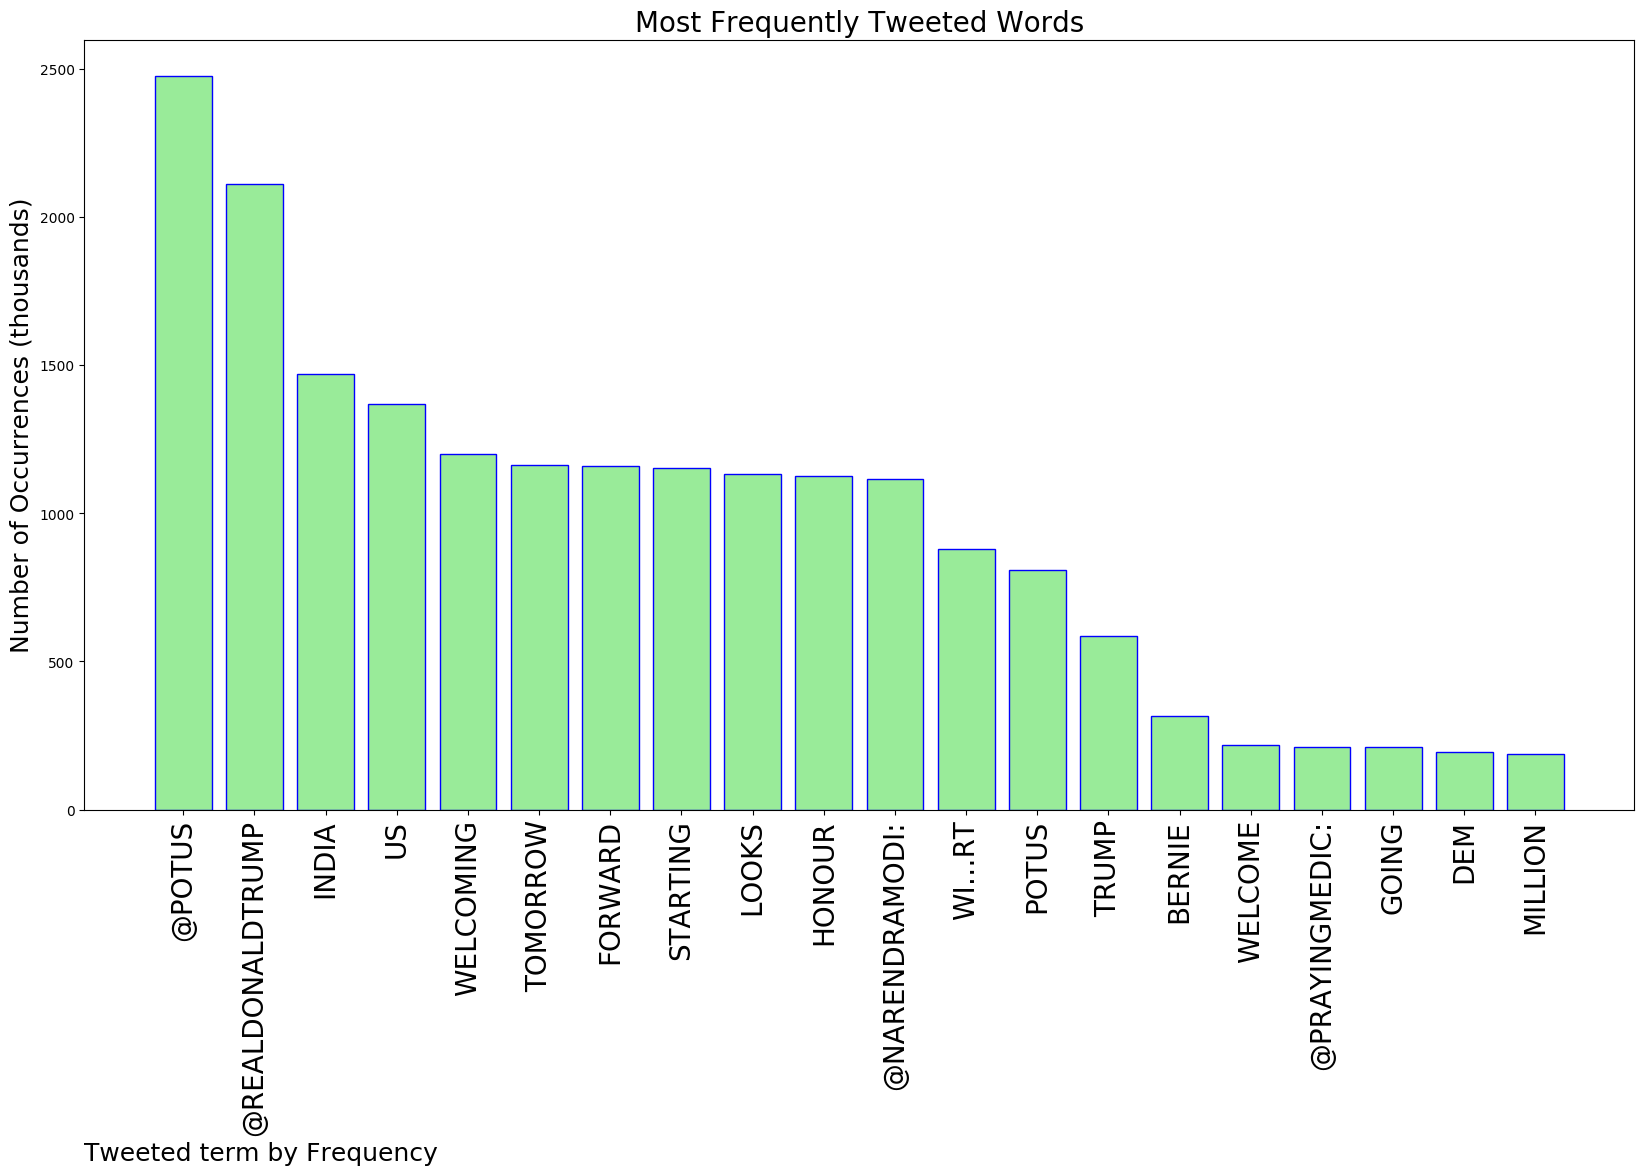 Most Frequently Tweeted Words
Number of Occurrences (thousands)
2500
2000
1500
1000
500
0
@POTUS
@REALDONALDTRUMP
INDIA
US
WELCOMING
TOMORROW
FORWARD
STARTING
LOOKS
HONOUR
@NARENDRAMODI:
WI…RT
POTUS
TRUMP
BERNIE
WELCOME
@PRAYINGMEDIC:
GOING
DEM
MILLION
Tweeted term by Frequency